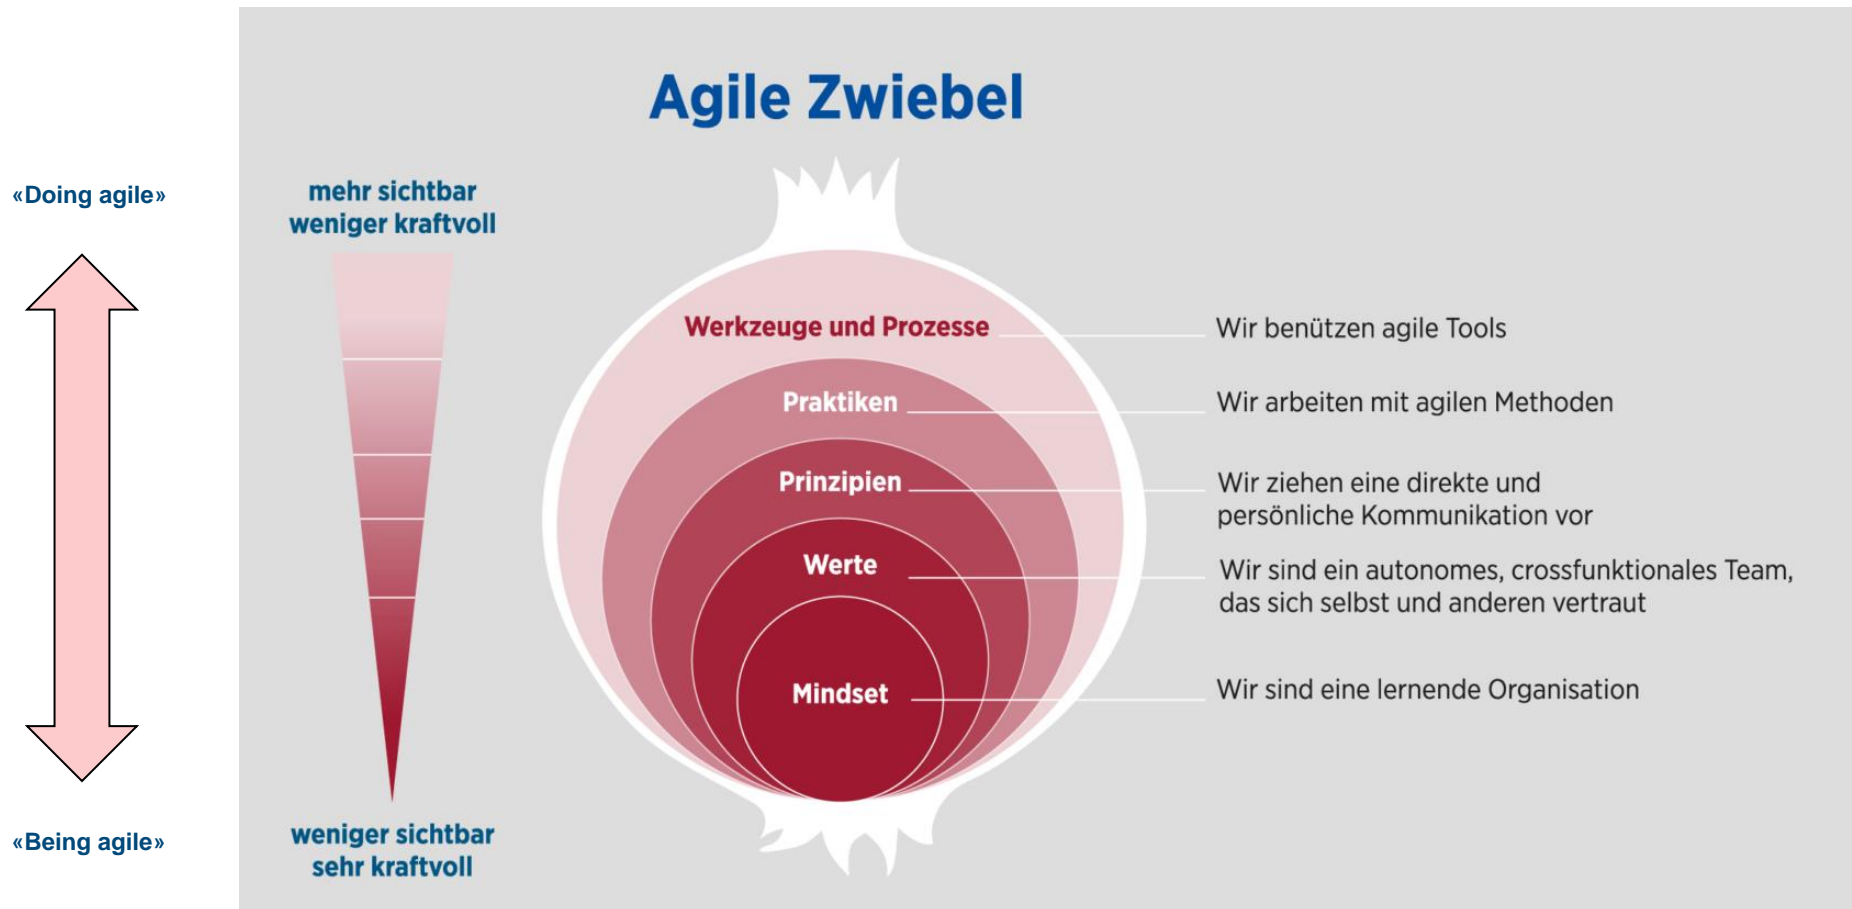 Agile Zwiebel
«Doing agile»
mehr sichtbar
weniger kraftvoll
Werkzeuge und Prozesse
Wir benützen agile Tools
Praktiken
Wir arbeiten mit agilen Methoden
Prinzipien
Wir ziehen eine direkte und
persönliche Kommunikation vor
Werte
Wir sind ein autonomes, crossfunktionales Team,
das sich selbst und anderen vertraut
Mindset
Wir sind eine lernende Organisation
«Being agile»
weniger sichtbar
sehr kraftvoll